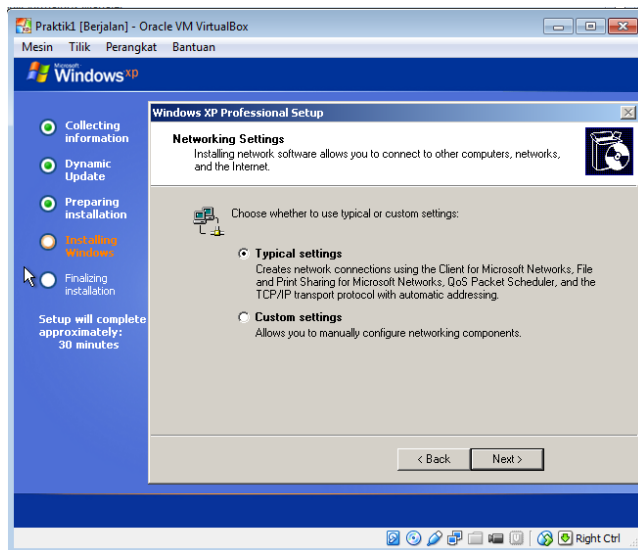 Praktik1 [Berjalan] - Oracle VM VirtualBox
Mesin Tilik Perangkat Bantuan
Microsoft
Windows xp
Collecting
information
Dynamic
Update
Preparing
installation
Installing
Windows
Finalizing
installation
Setup will complete
approximately:
30 minutes
Windows XP Professional Setup
Networking Settings
Installing network software allows you to connect to other computers, networks,
and the Internet.
Choose whether to use typical or custom settings:
Typical settings
Creates network connections using the Client for Microsoft Networks, File
and Print Sharing for Microsoft Networks, QoS Packet Scheduler, and the
TCP/IP transport protocol with automatic addressing.
Custom settings
Allows you to manually configure networking components.
< Back Next >
Right Ctrl